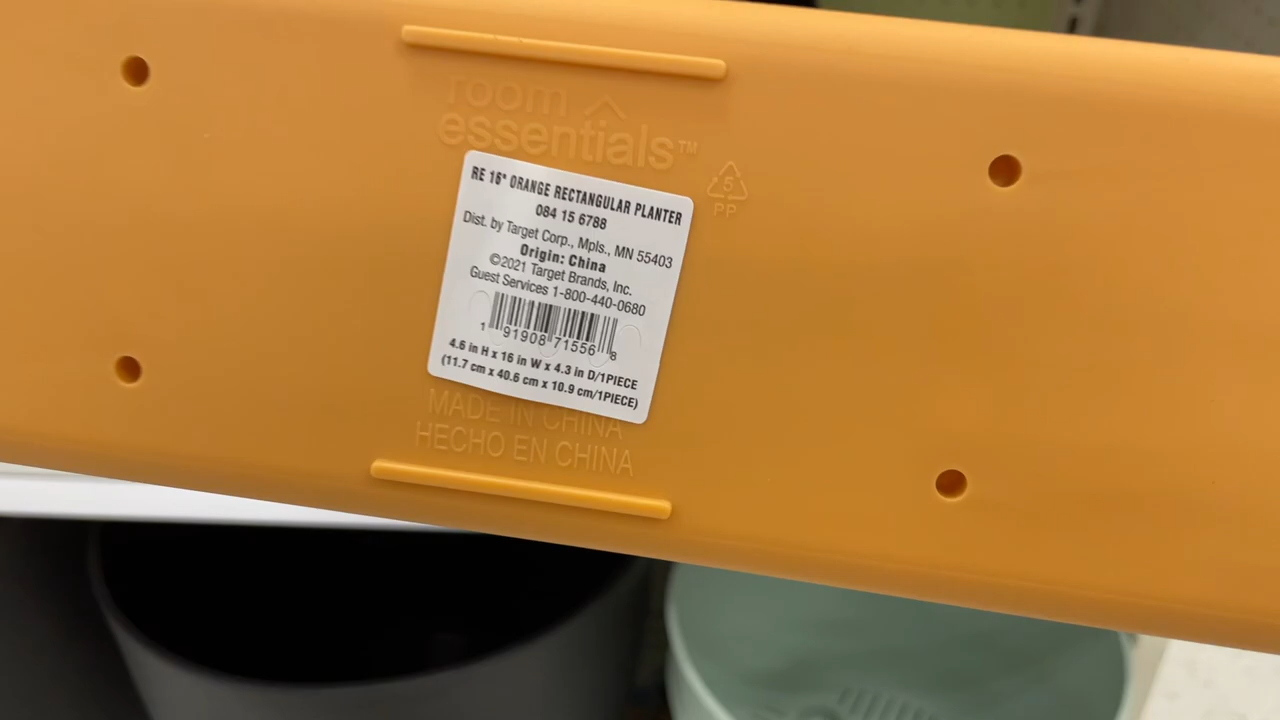 room
essentials™
5
PP
RE 16" ORANGE RECTANGULAR PLANTER
084 15 6788
Dist. by Target Corp., Mpls., MN 55403
Origin: China
©2021 Target Brands, Inc.
Guest Services 1-800-440-0680
1 91908 71556 8
4.6 in H x 16 in W x 4.3 in D/1PIECE
(11.7 cm x 40.6 cm x 10.9 cm/1PIECE)
MADE IN CHINA
HECHO EN CHINA